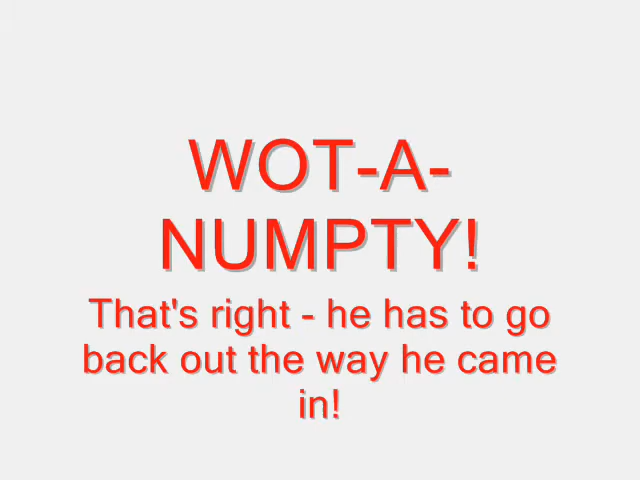 WOT-A-
NUMPTY!
That's right - he has to go
back out the way he came
in!